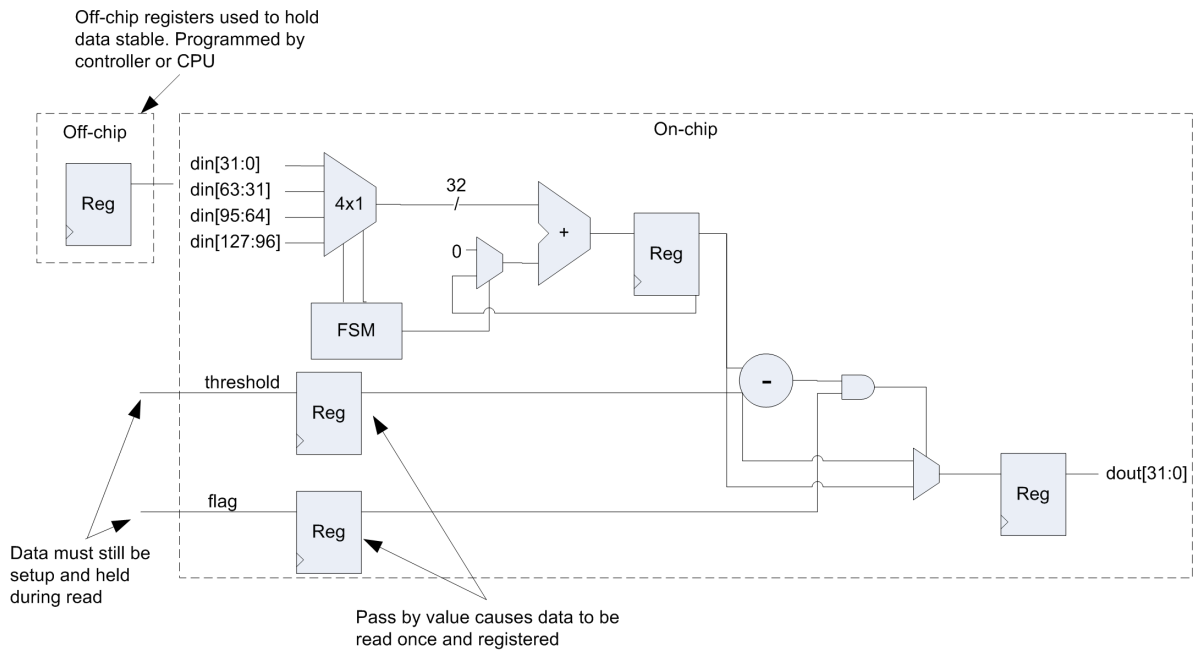 Off-chip registers used to hold
data stable. Programmed by
controller or CPU
Off-chip
On-chip
Reg
din[31:0]
din[63:31]
din[95:64]
din[127:96]
4x1
32
0
+
Reg
FSM
threshold
Reg
-
flag
Reg
Reg
dout[31:0]
Data must still be
setup and held
during read
Pass by value causes data to be
read once and registered